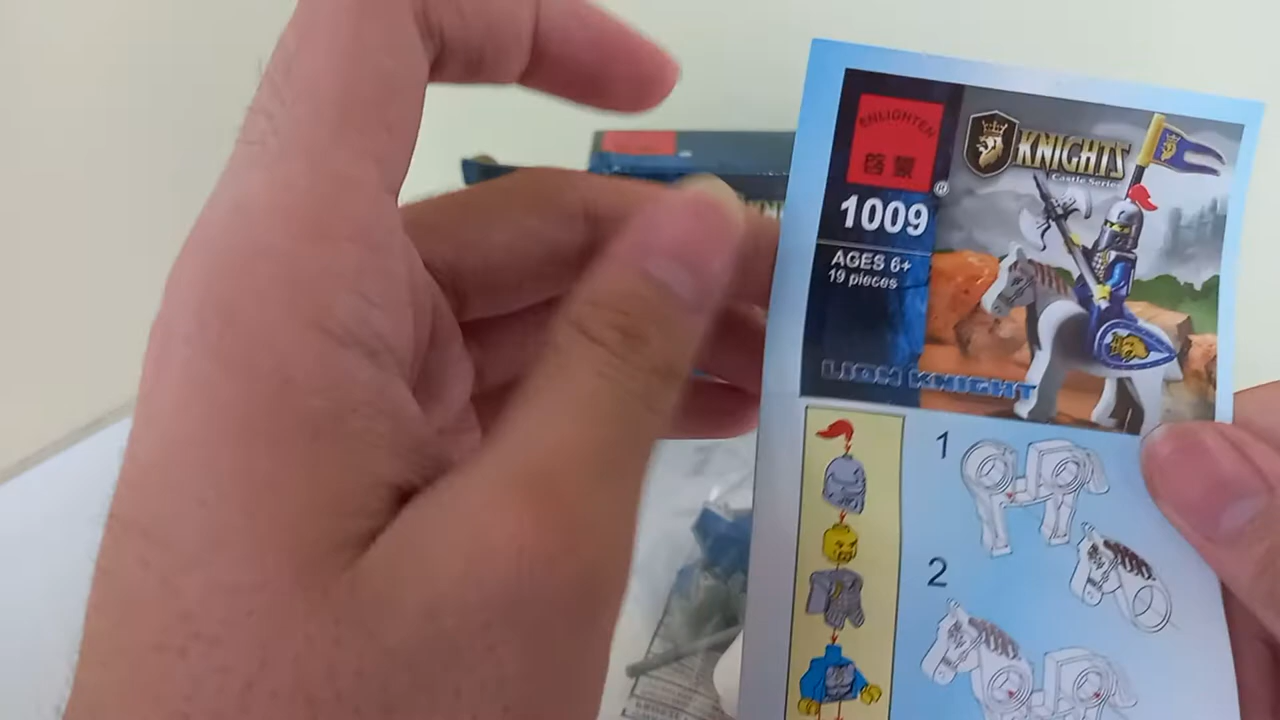 ENLIGHTEN
启蒙
®
1009
AGES 6+
19 pieces
KNIGHTS
Castle Series
LION KNIGHT
1
2